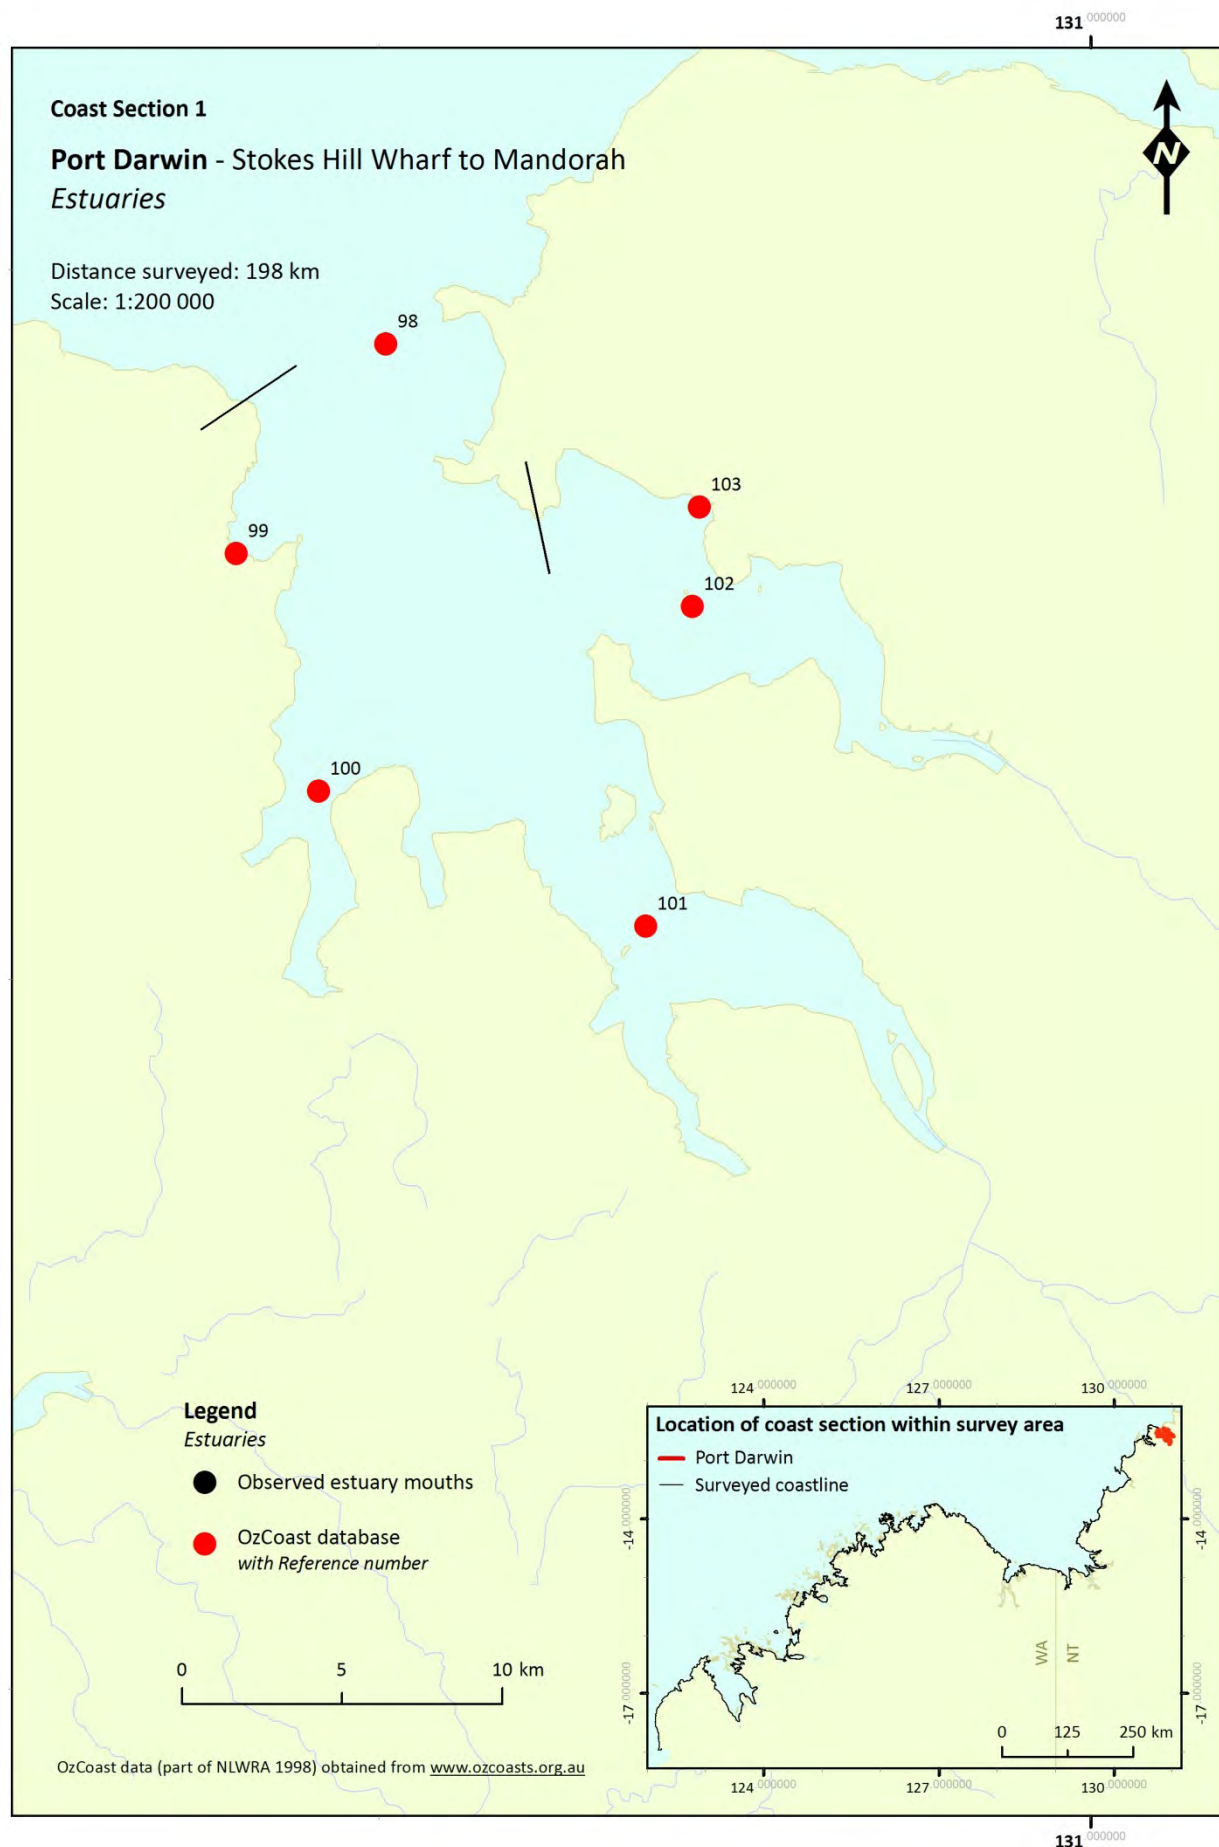 131 000000
Coast Section 1
Port Darwin - Stokes Hill Wharf to Mandorah
Estuaries
Distance surveyed: 198 km
Scale: 1:200 000
N
98
103
99
102
100
101
Legend
Estuaries
Observed estuary mouths
OzCoast database
with Reference number
0 5 10 km
OzCoast data (part of NLWRA 1998) obtained from www.ozcoasts.org.au
124 000000 127 000000 130 000000
Location of coast section within survey area
Port Darwin
Surveyed coastline
-14 000000
-14 000000
WA
NT
-17 000000
-17 000000
0 125 250 km
124 000000 127 000000 130 000000
131 000000